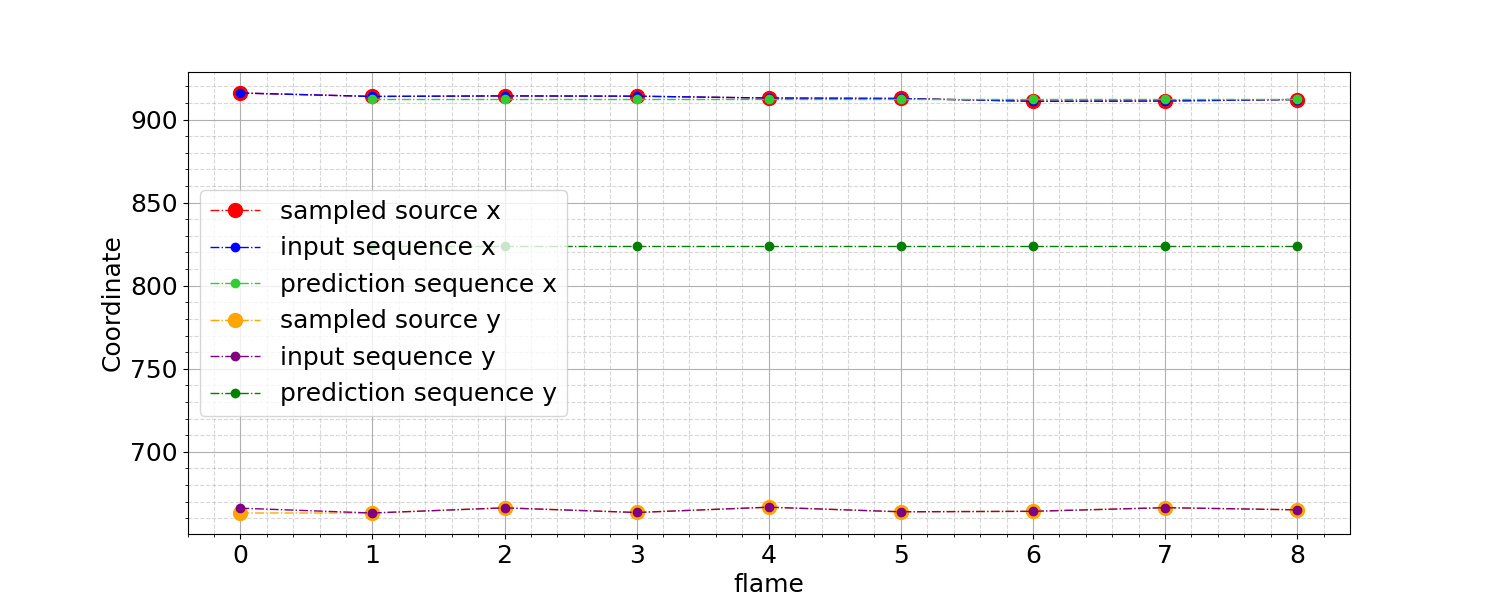 900
850
800
750
700
Coordinate
sampled source x
input sequence x
prediction sequence x
sampled source y
input sequence y
prediction sequence y
0 1 2 3 4 5 6 7 8
flame